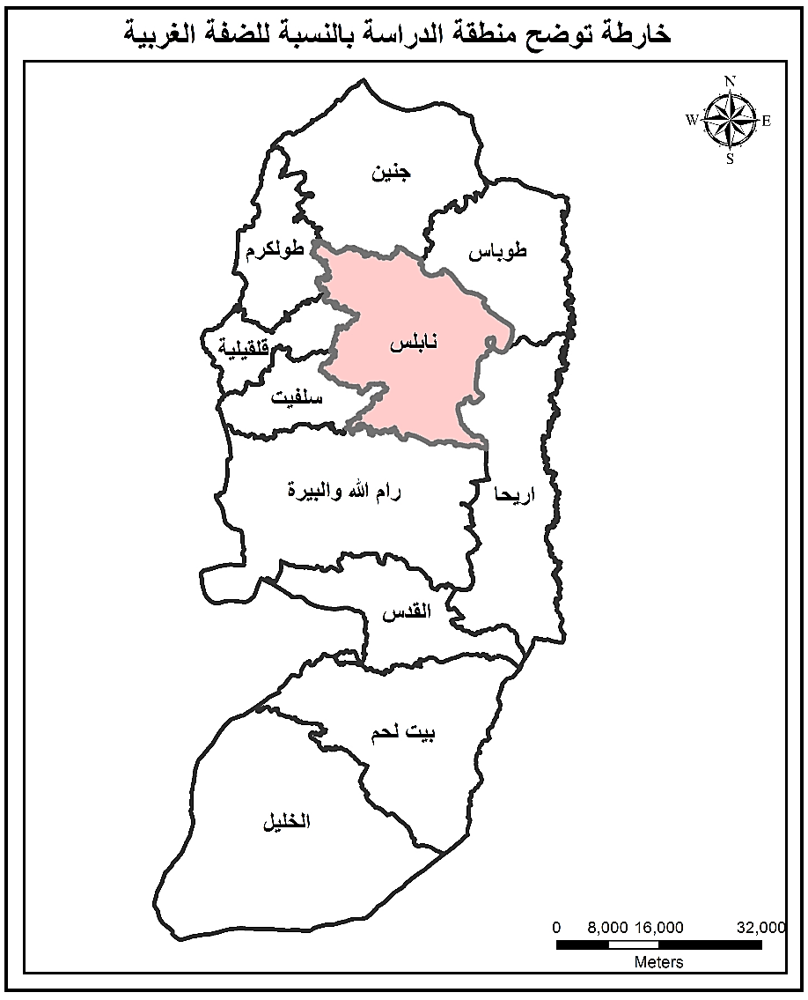 خارطة توضح منطقة الدراسة بالنسبة للضفة الغربية
N
W E
S
جنين
طوباس
طولكرم
نابلس
قلقيلية
سلفيت
رام الله والبيرة
اريحا
القدس
بيت لحم
الخليل
0 8,000 16,000 32,000
Meters